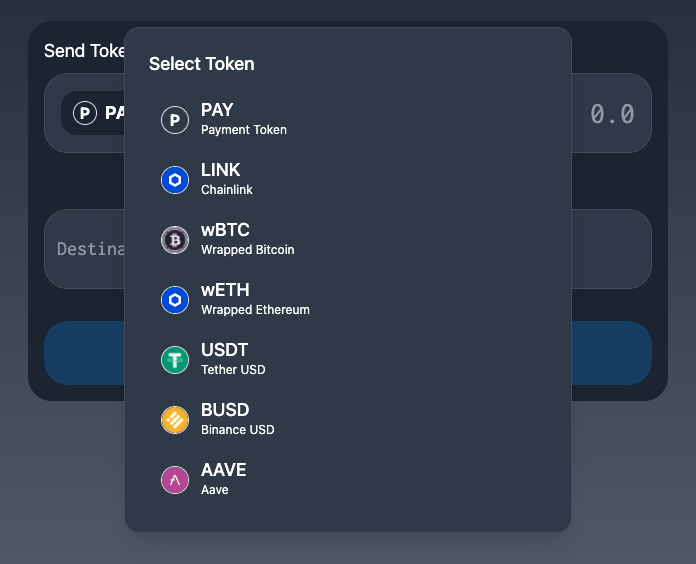 Send Toke
P PA
0.0
Destina
Select Token
P PAY
Payment Token
LINK
Chainlink
wBTC
Wrapped Bitcoin
wETH
Wrapped Ethereum
USDT
Tether USD
BUSD
Binance USD
AAVE
Aave